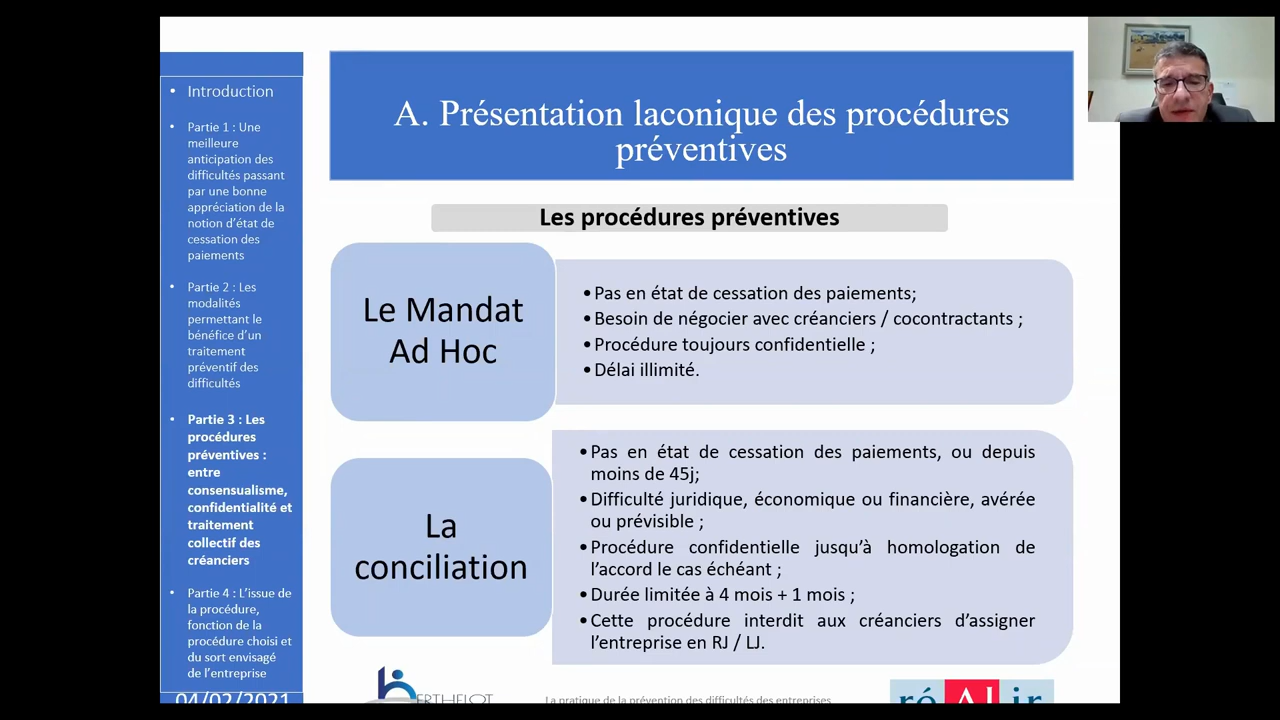 A. Présentation laconique des procédures
préventives
• Introduction
• Partie 1 : Une
meilleure
anticipation des
difficultés passant
par une bonne
appréciation de la
notion d’état de
cessation des
paiements
• Partie 2 : Les
modalités
permettant le
bénéfice d’un
traitement
préventif des
difficultés
• Partie 3 : Les
procédures
préventives :
entre
consensualisme,
confidentialité et
traitement
collectif des
créanciers
• Partie 4 : L’issue de
la procédure,
fonction de la
procédure choisi et
du sort envisagé
de l’entreprise
04/02/2021
Les procédures préventives
Le Mandat
Ad Hoc
• Pas en état de cessation des paiements;
• Besoin de négocier avec créanciers / cocontractants ;
• Procédure toujours confidentielle ;
• Délai illimité.
La
conciliation
• Pas en état de cessation des paiements, ou depuis
moins de 45j;
• Difficulté juridique, économique ou financière, avérée
ou prévisible ;
• Procédure confidentielle jusqu’à homologation de
l’accord le cas échéant ;
• Durée limitée à 4 mois + 1 mois ;
• Cette procédure interdit aux créanciers d’assigner
l’entreprise en RJ / LJ.
BERTHELOT
La pratique de la prévention des difficultés des entreprises
réAlir